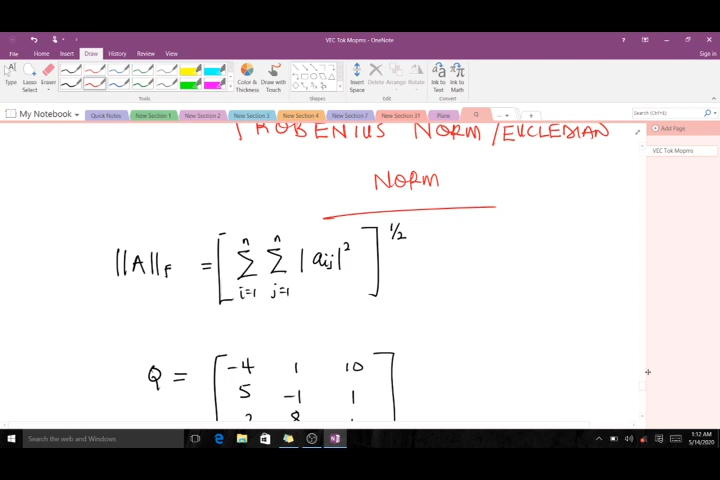 VEC Tok Mopms - OneNote
Sign in
File Home Insert Draw History Review View
Type Lasso Select Eraser
Color & Thickness Draw with Touch
Insert Space Delete Arrange Rotate
Ink to Text Ink to Math
Tools Shapes Edit Convert
My Notebook Quick Notes New Section 1 New Section 2 New Section 3 New Section 4 New Section 7 New Section 31 Plane Q
Search (Ctrl+E)
Add Page
VEC Tok Mopms
FROBENIUS NORM/EUCLEDIAN
NORM
||A||F = [ n∑i=1 n∑j=1 |aij|² ]^1/2
Q = [ -4 1 10
5 -1 1
8
Search the web and Windows
1:12 AM
5/14/2020